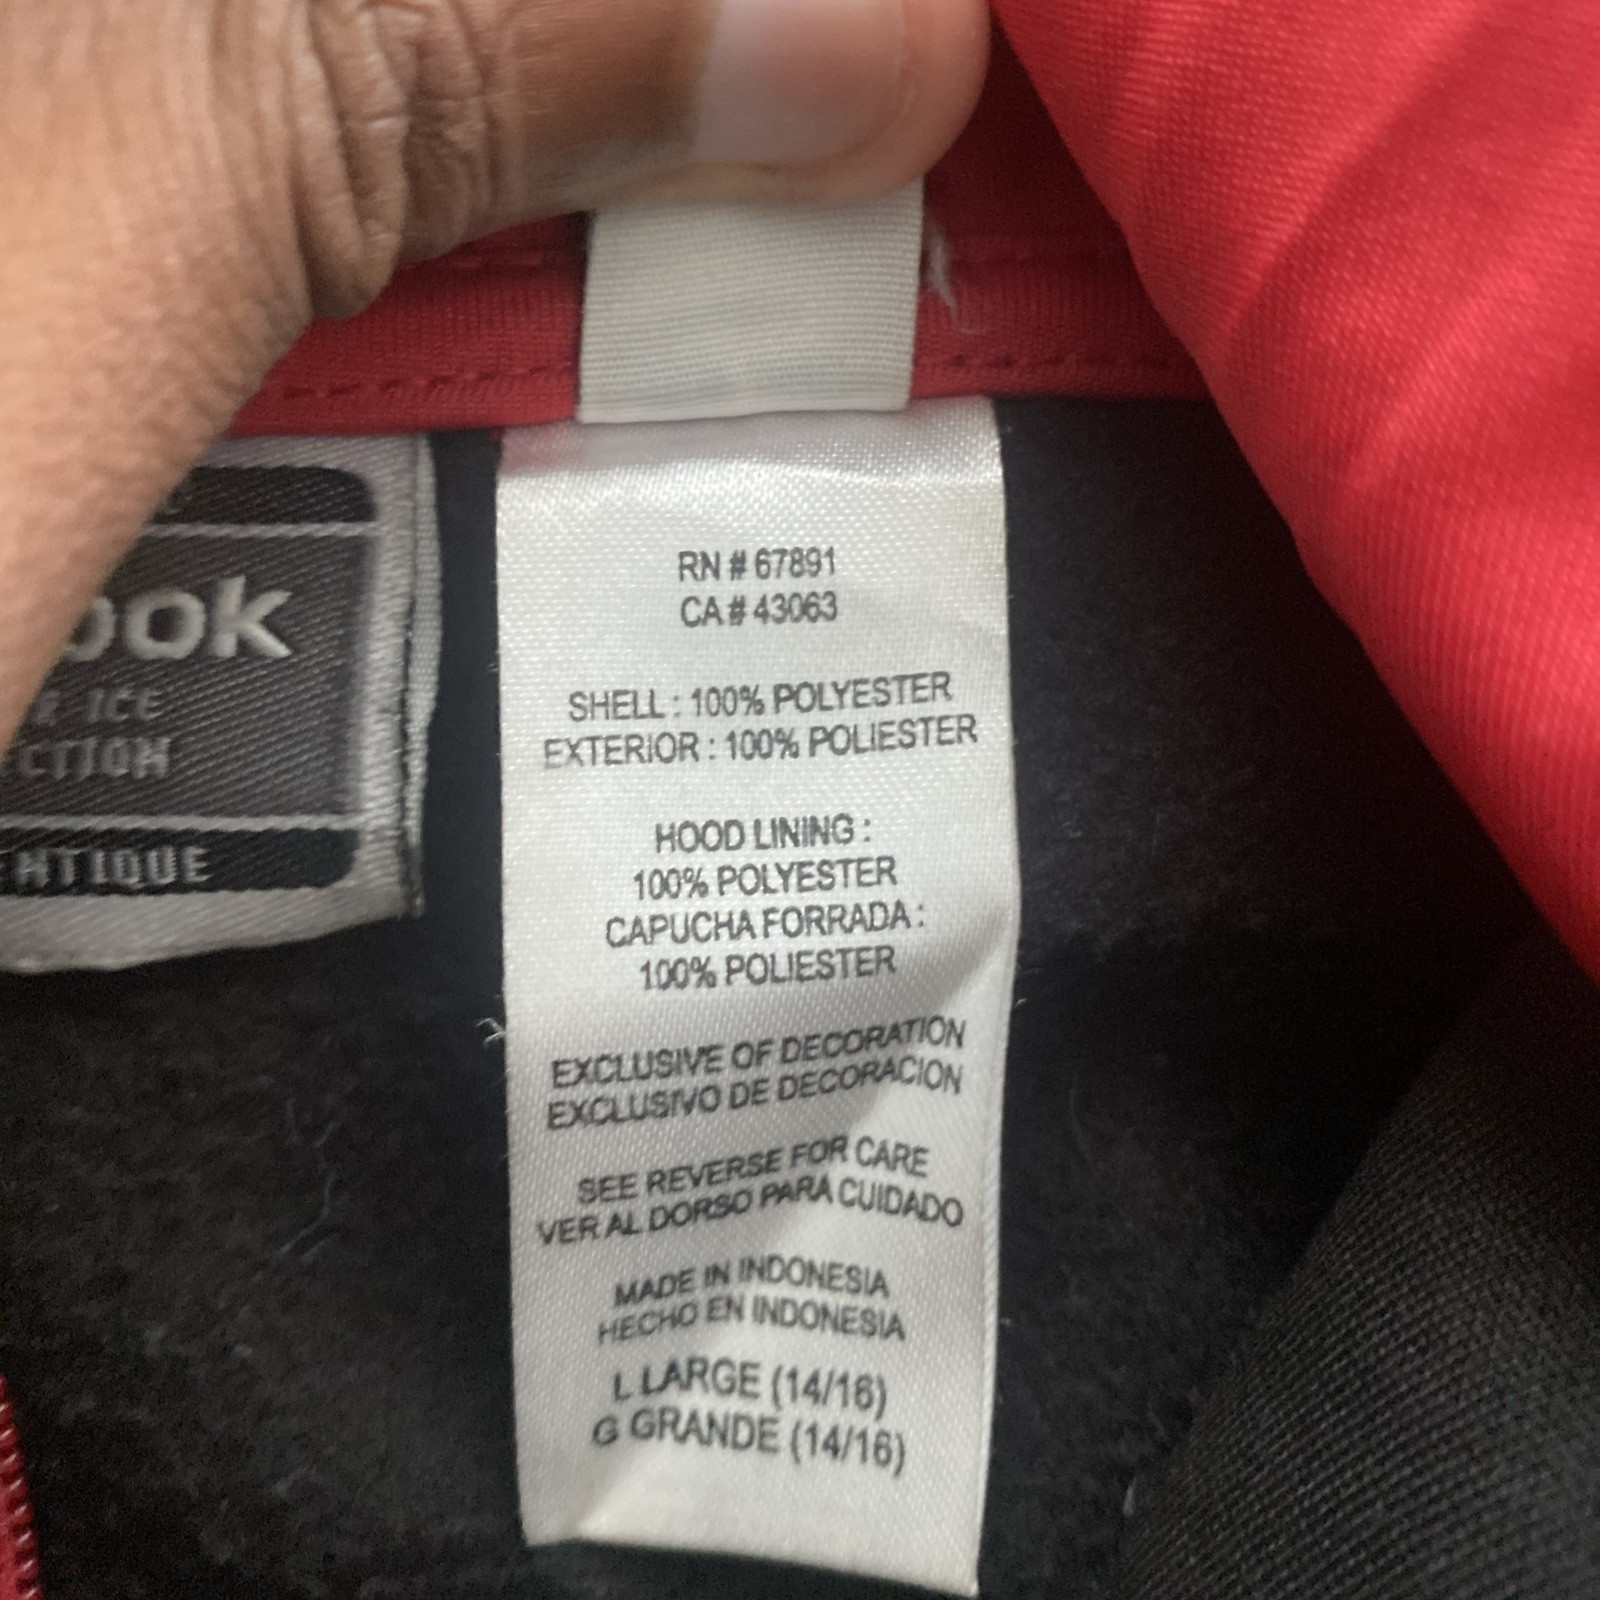 ook
& ICE
CTION
ENTIQUE
RN # 67891
CA # 43063
SHELL : 100% POLYESTER
EXTERIOR : 100% POLIESTER
HOOD LINING :
100% POLYESTER
CAPUCHA FORRADA :
100% POLIESTER
EXCLUSIVE OF DECORATION
EXCLUSIVO DE DECORACION
SEE REVERSE FOR CARE
VER AL DORSO PARA CUIDADO
MADE IN INDONESIA
HECHO EN INDONESIA
L LARGE (14/16)
G GRANDE (14/16)